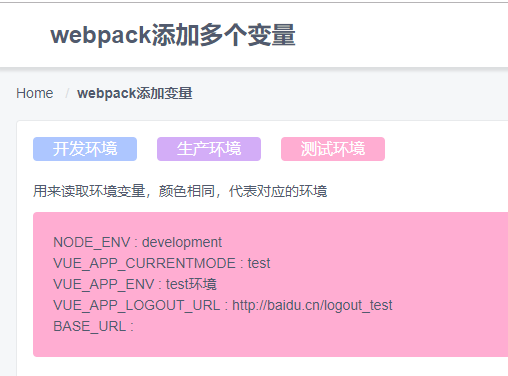 webpack添加多个变量
Home / webpack添加变量
开发环境 生产环境 测试环境
用来读取环境变量，颜色相同，代表对应的环境
NODE_ENV : development
VUE_APP_CURRENTMODE : test
VUE_APP_ENV : test环境
VUE_APP_LOGOUT_URL : http://baidu.cn/logout_test
BASE_URL :